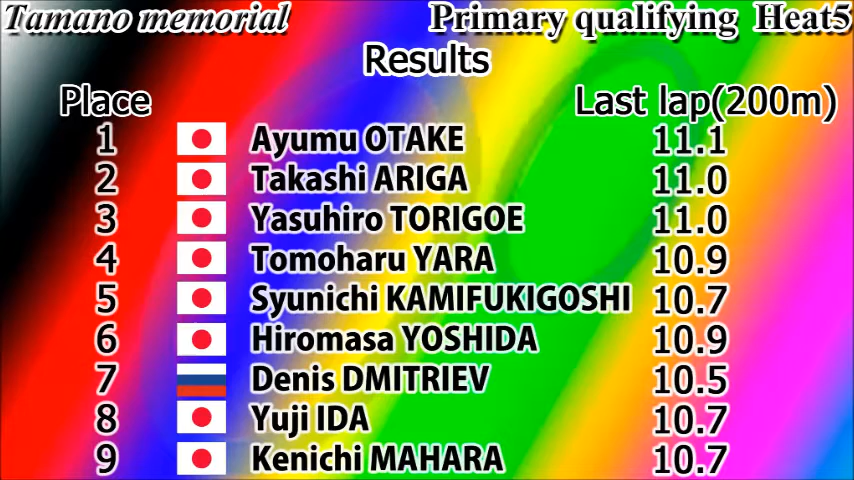 Tamano memorial Primary qualifying Heat5
Results
Place Last lap(200m)
1 Ayumu OTAKE 11.1
2 Takashi ARIGA 11.0
3 Yasuhiro TORIGOE 11.0
4 Tomoharu YARA 10.9
5 Syunichi KAMIFUKIGOSHI 10.7
6 Hiromasa YOSHIDA 10.9
7 Denis DMITRIEV 10.5
8 Yuji IDA 10.7
9 Kenichi MAHARA 10.7